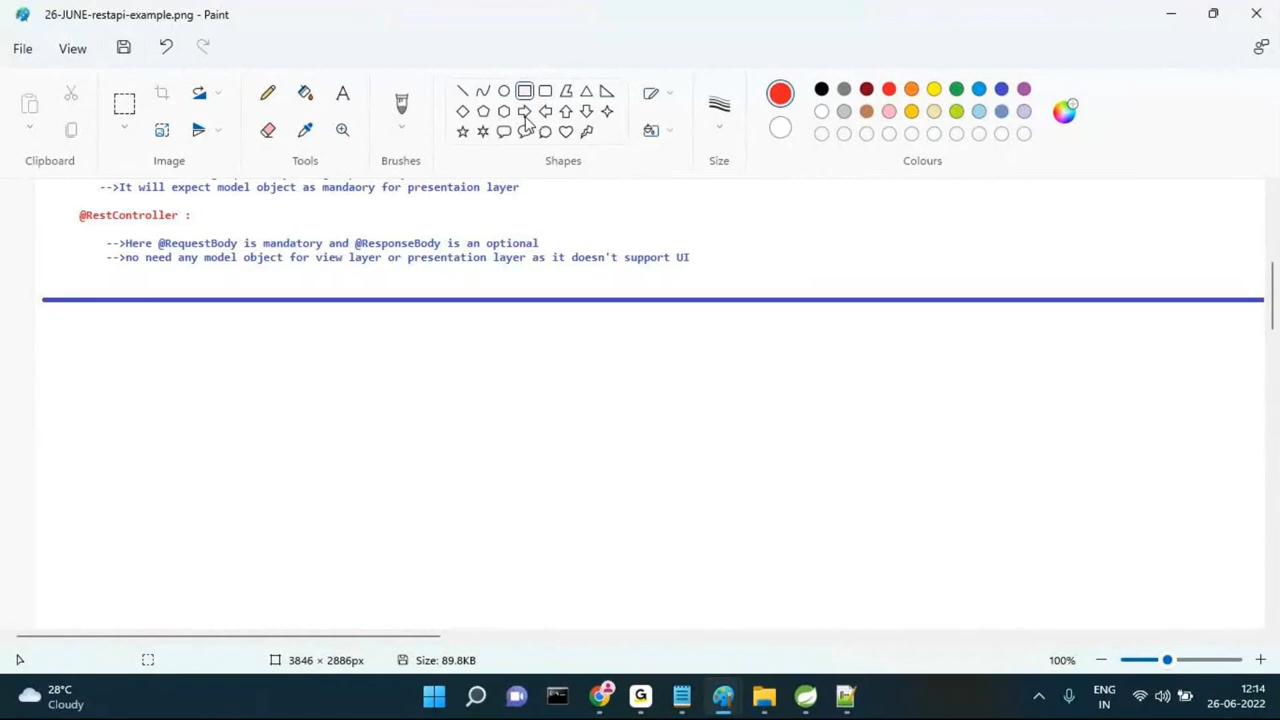 26-JUNE-restapi-example.png - Paint
File View
Clipboard
Image
Tools
Brushes
Shapes
Size
Colours
-->It will expect model object as mandaory for presentaion layer
@RestController :
-->Here @RequestBody is mandatory and @ResponseBody is an optional
-->no need any model object for view layer or presentation layer as it doesn't support UI
3846 × 2886px
Size: 89.8KB
100%
28°C
Cloudy
ENG
IN
12:14
26-06-2022